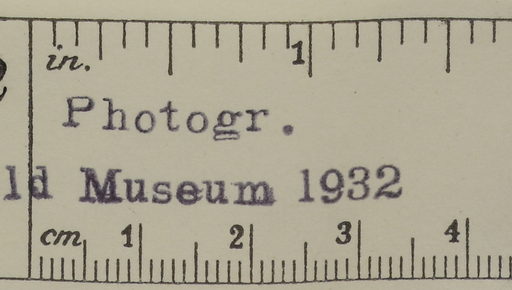 in. 1
Photogr.
ld Museum 1932
cm 1 2 3 4